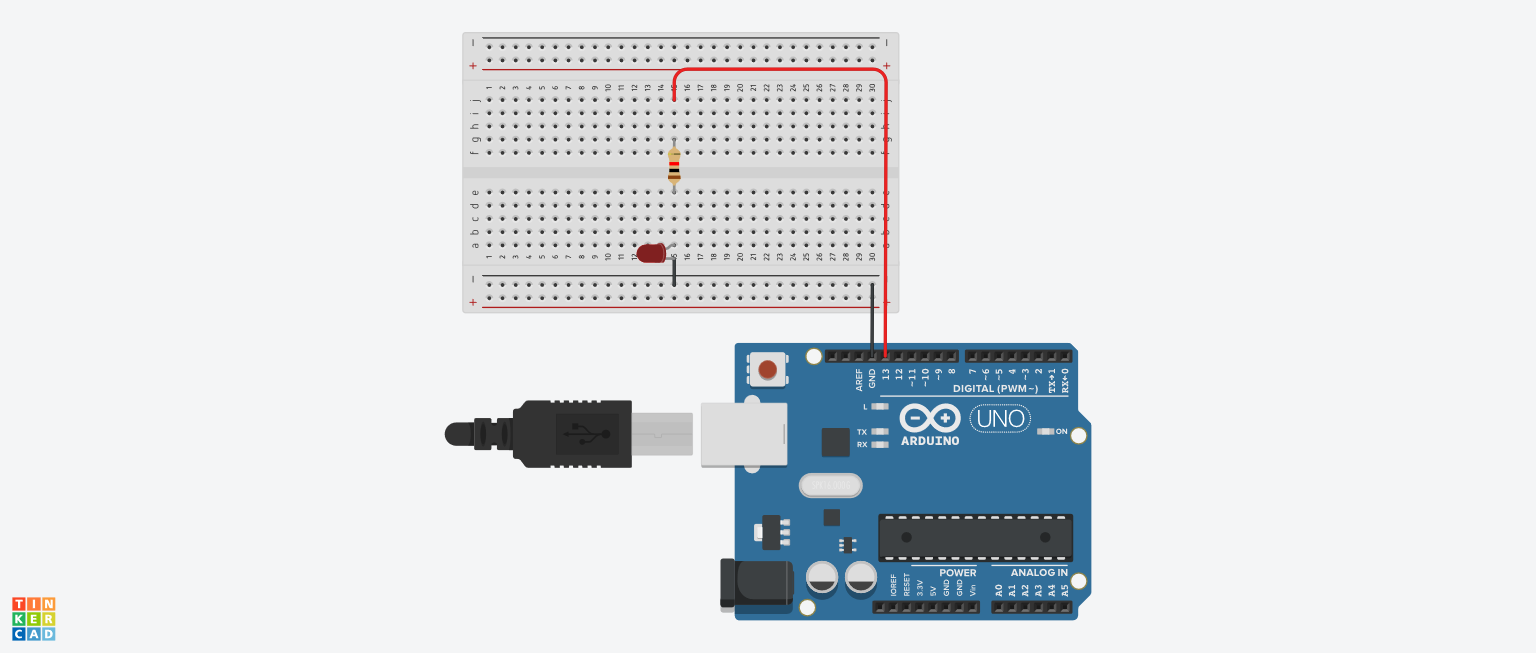 − −
+ +
1 2 3 4 5 6 7 8 9 10 11 12 13 14 15 16 17 18 19 20 21 22 23 24 25 26 27 28 29 30
j j
i i
h h
g g
f f
e e
d d
c c
b b
a a
1 2 3 4 5 6 7 8 9 10 11 12 15 16 17 18 19 20 21 22 23 24 25 26 27 28 29 30
− −
+ +
AREF GND 13 12 ~11 ~10 ~9 8 7 ~6 ~5 4 ~3 2 TX→1 RX←0
DIGITAL (PWM~)
L
TX
RX
ARDUINO
UNO
ON
POWER ANALOG IN
IOREF RESET 3.3V 5V GND GND Vin A0 A1 A2 A3 A4 A5
TIN
KER
CAD